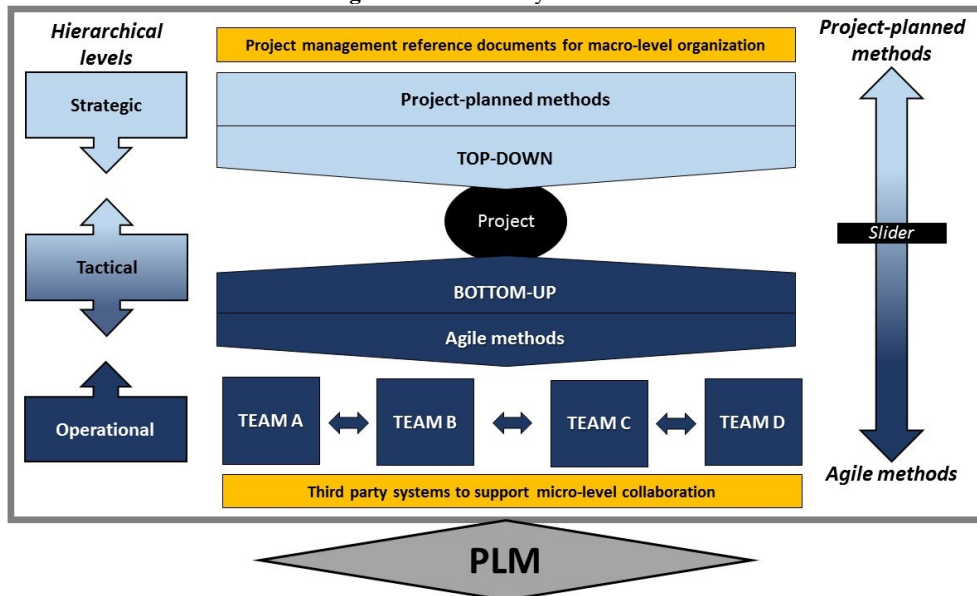 Hierarchical
levels
Project management reference documents for macro-level organization
Project-planned
methods
Strategic
Project-planned methods
TOP-DOWN
Project
Slider
Tactical
BOTTOM-UP
Agile methods
Operational
TEAM A
TEAM B
TEAM C
TEAM D
Agile methods
Third party systems to support micro-level collaboration
PLM